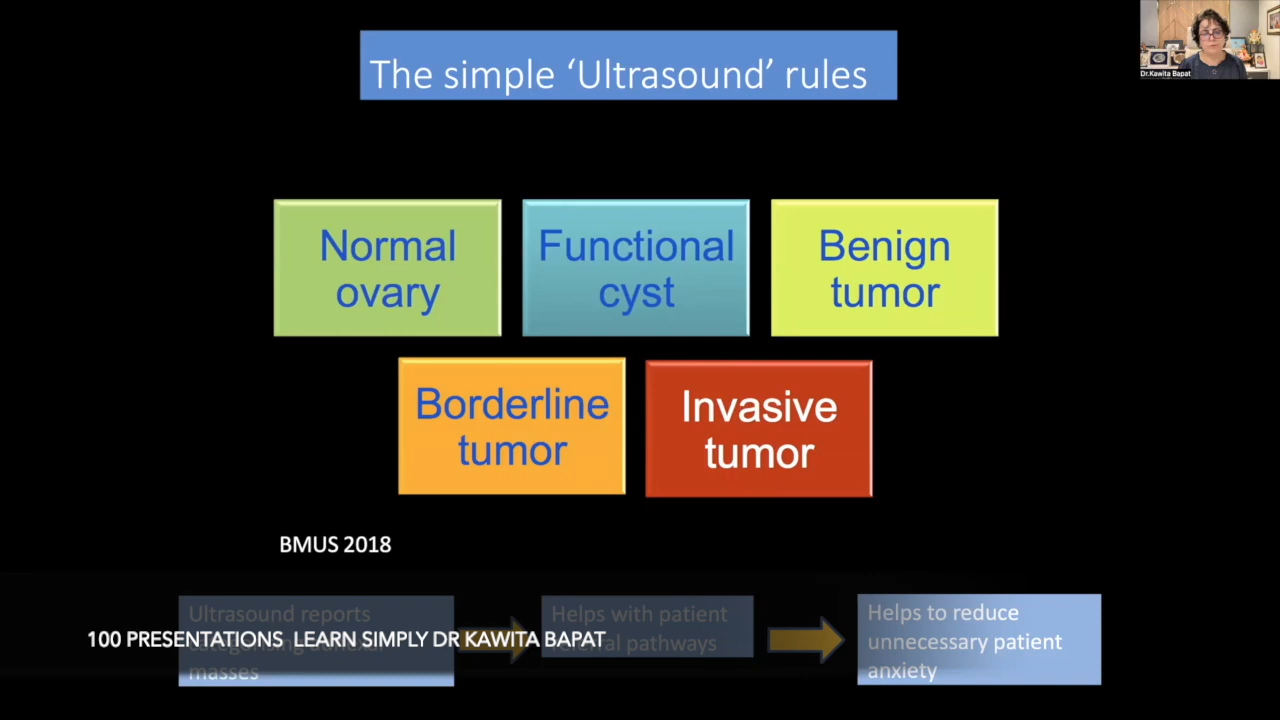 The simple ‘Ultrasound’ rules
Dr.Kawita Bapat
Normal
ovary
Functional
cyst
Benign
tumor
Borderline
tumor
Invasive
tumor
BMUS 2018
Ultrasound reports
masses
Helps with patient
pathways
Helps to reduce
unnecessary patient
anxiety
100 PRESENTATIONS LEARN SIMPLY DR KAWITA BAPAT